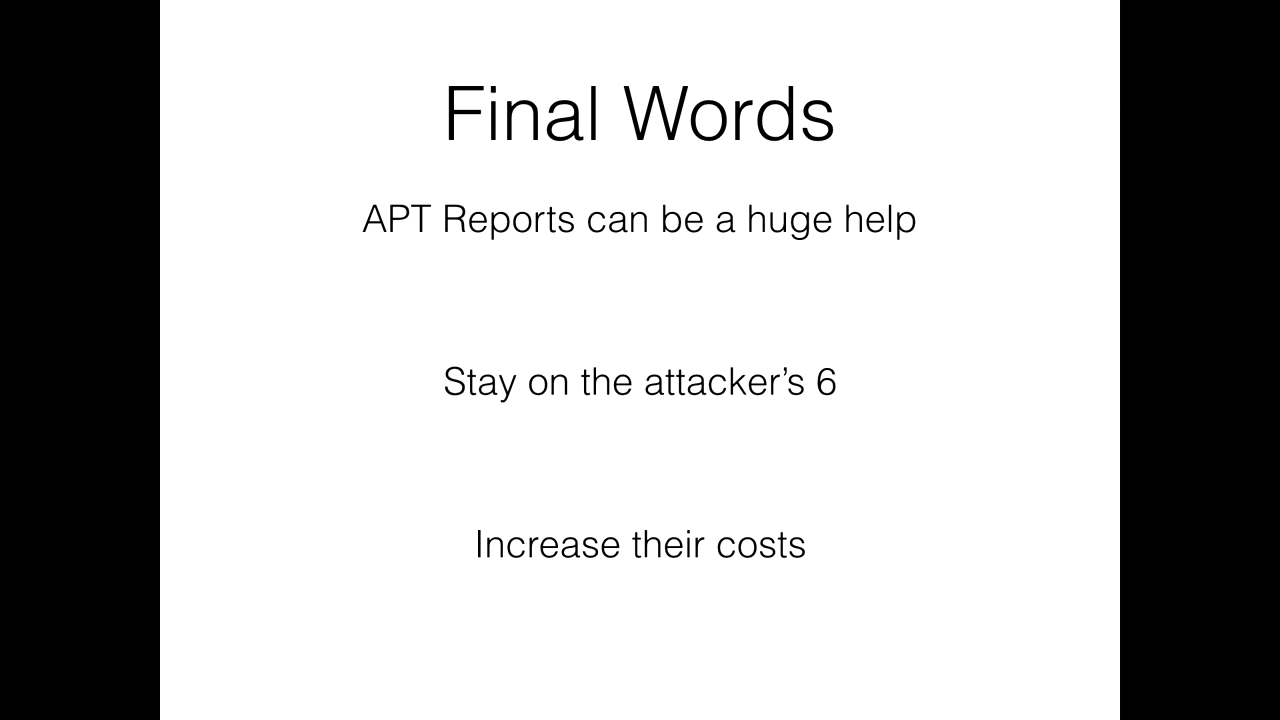 Final Words
APT Reports can be a huge help
Stay on the attacker’s 6
Increase their costs